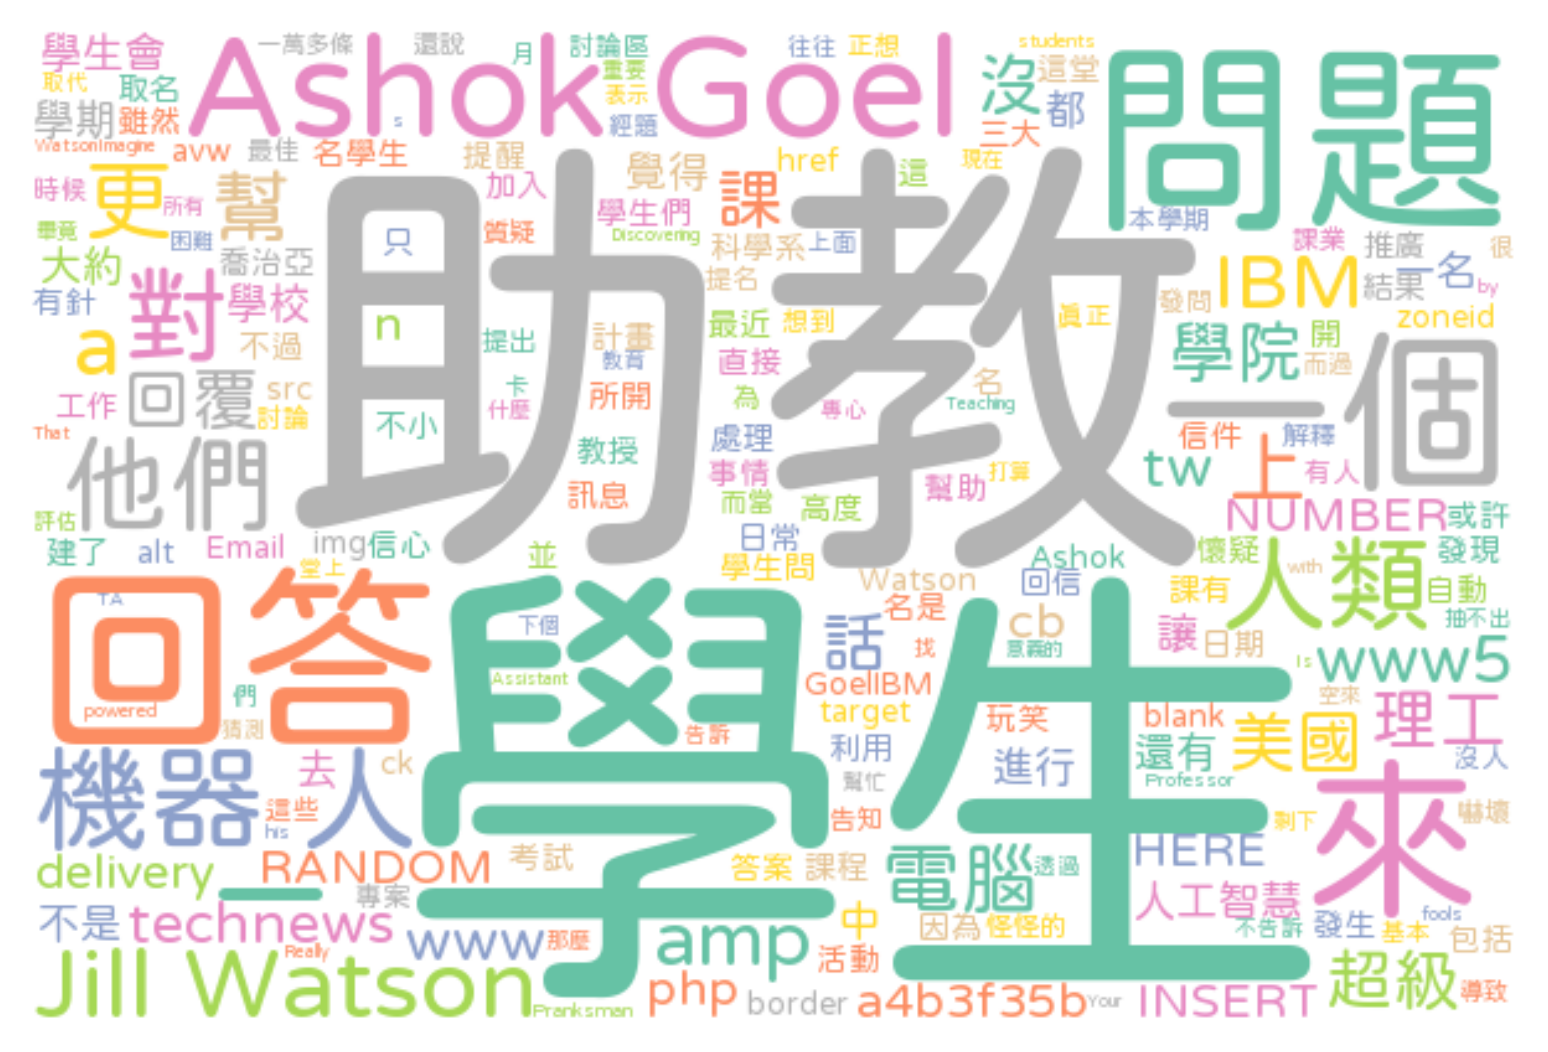 學生會
一萬多條
還說
月
討論區
往往
正想
students
取代
取名
Ashok Goel
重要
表示
沒
這堂
都
問題
學期
雖然
s
經題
三大
WatsonImagine
avw
最佳
名學生
提醒
覺得
href
這
現在
時候
更
所有
幫
加入
學生們
課
助教
本學期
畢竟
困難
只
質疑
Discovering
科學系
上面
課業
推廣
一名
很
大約
喬治亞
提名
IBM
結果
by
有針
對
學校
n
最近
想到
真正
發問
zoneid
a
不過
提出
計畫
教育
直接
學院
開
而過
工作
回覆
src
討論
卡
什麼
所開
為
名
專心
Teaching
一個
That
他們
不小
教授
處理
信件
解釋
事情
幫助
打算
tw
上
有人
評估
訊息
而當
高度
NUMBER
或許
建了
alt
Email
img
信心
並
日常
學生問
Ashok
懷疑
人類
發現
回答
TA
堂上
學生
Watson
回信
with
課有
自動
下個
名是
cb
抽不出
話
找
意義的
讓
日期
Is
www5
Assistant
GoelIBM
們
powered
猜測
target
玩笑
blank
美國
空來
理工
告訴
利用
進行
還有
沒人
機器人
去
ck
幫忙
Professor
這些
his
告知
剩下
來
嚇壞
delivery
一
RANDOM
考試
答案
課程
電腦
透過
HERE
專案
人工智慧
不是
technews
www
那麼
amp
中
因為
怪怪的
不告訴
發生
fools
基本
包括
Jill Watson
Really
活動
超級
Pranksman
php
border
a4b3f35b
Your
INSERT
導致